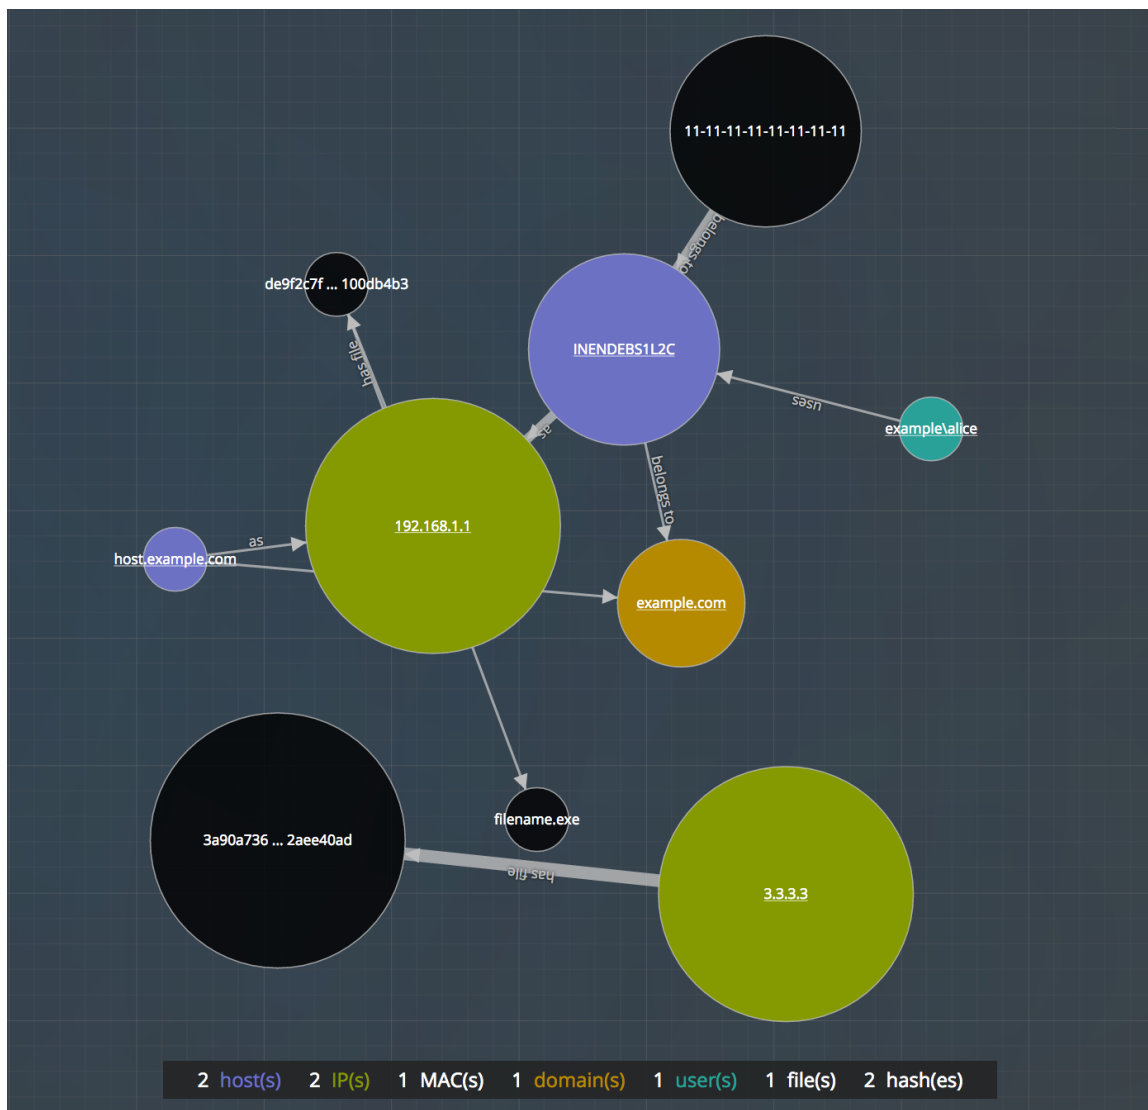 11-11-11-11-11-11-11-11
belongs to
de9f2c7f ... 100db4b3
has file
INENDEBS1L2C
uses
example\alice
as
belongs to
192.168.1.1
as
host.example.com
example.com
filename.exe
3a90a736 ... 2aee40ad
has file
3.3.3.3
2 host(s) 2 IP(s) 1 MAC(s) 1 domain(s) 1 user(s) 1 file(s) 2 hash(es)